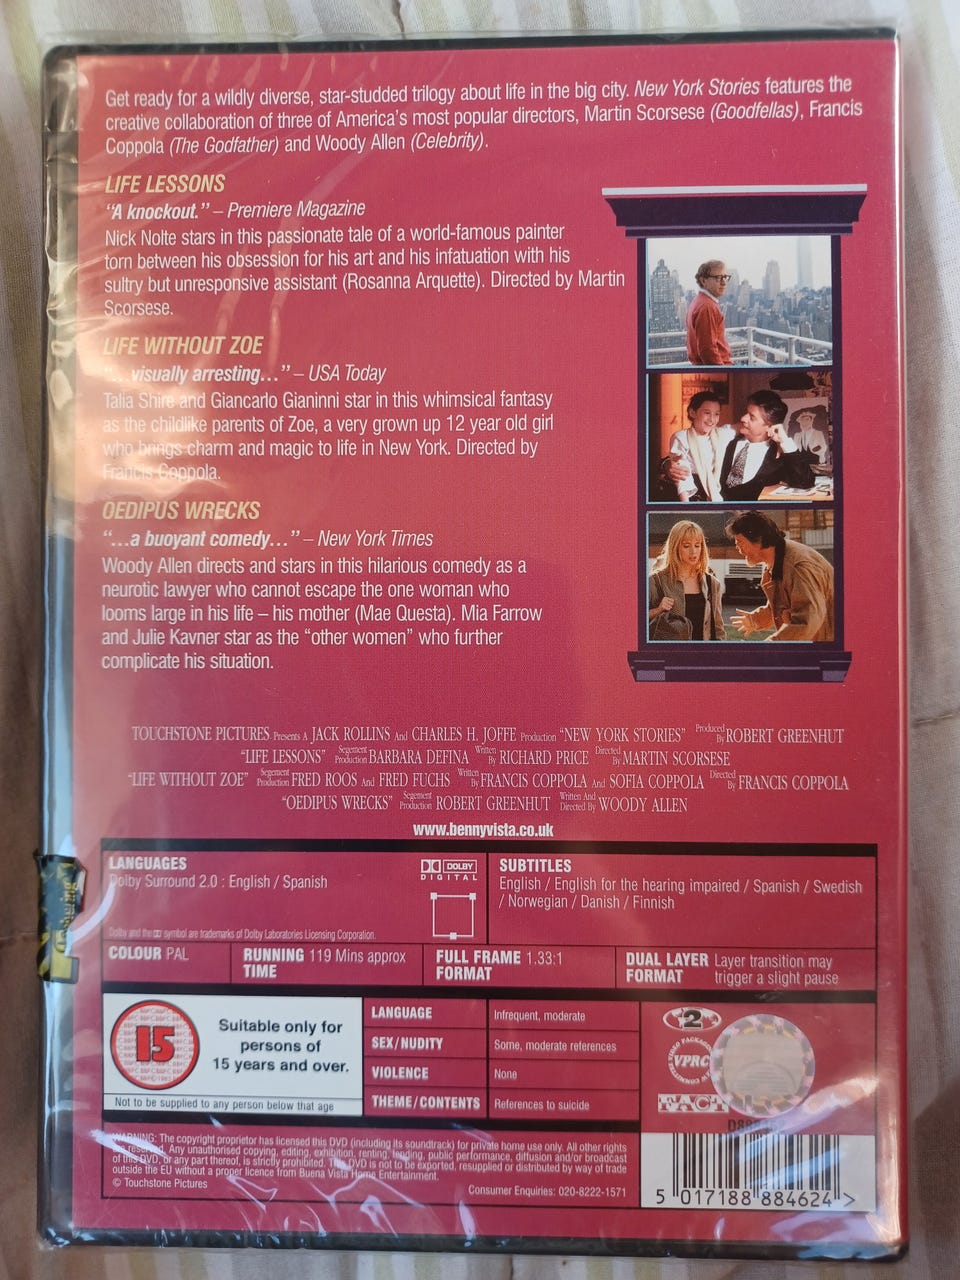 Get ready for a wildly diverse, star-studded trilogy about life in the big city. New York Stories features the
creative collaboration of three of America's most popular directors, Martin Scorsese (Goodfellas), Francis
Coppola (The Godfather) and Woody Allen (Celebrity).
LIFE LESSONS
“A knockout.” – Premiere Magazine
Nick Nolte stars in this passionate tale of a world-famous painter
torn between his obsession for his art and his infatuation with his
sultry but unresponsive assistant (Rosanna Arquette). Directed by Martin
Scorsese.
LIFE WITHOUT ZOE
“…visually arresting…” – USA Today
Talia Shire and Giancarlo Gianinni star in this whimsical fantasy
as the childlike parents of Zoe, a very grown up 12 year old girl
who brings charm and magic to life in New York. Directed by
Francis Coppola.
OEDIPUS WRECKS
“…a buoyant comedy…” – New York Times
Woody Allen directs and stars in this hilarious comedy as a
neurotic lawyer who cannot escape the one woman who
looms large in his life – his mother (Mae Questa). Mia Farrow
and Julie Kavner star as the “other women” who further
complicate his situation.
TOUCHSTONE PICTURES Presents A JACK ROLLINS And CHARLES H. JOFFE Production “NEW YORK STORIES” Produced By ROBERT GREENHUT
“LIFE LESSONS” Segement Production BARBARA DEFINA Written By RICHARD PRICE Directed By MARTIN SCORSESE
“LIFE WITHOUT ZOE” Segement Production FRED ROOS And FRED FUCHS Written By FRANCIS COPPOLA And SOFIA COPPOLA Directed By FRANCIS COPPOLA
“OEDIPUS WRECKS” Segement Production ROBERT GREENHUT Written And Directed By WOODY ALLEN
www.bennyvista.co.uk
LANGUAGES
Dolby Surround 2.0 : English / Spanish
DOLBY
DIGITAL
Dolby and the symbol are trademarks of Dolby Laboratories Licensing Corporation.
SUBTITLES
English / English for the hearing impaired / Spanish / Swedish
/ Norwegian / Danish / Finnish
COLOUR PAL
RUNNING TIME 119 Mins approx
FULL FRAME FORMAT 1.33:1
DUAL LAYER FORMAT Layer transition may
trigger a slight pause
15
Suitable only for
persons of
15 years and over.
Not to be supplied to any person below that age
LANGUAGE Infrequent, moderate
SEX/NUDITY Some, moderate references
VIOLENCE None
THEME/CONTENTS References to suicide
2
VPRC
FACT
WARNING: The copyright proprietor has licensed this DVD (including its soundtrack) for private home use only. All other rights
are reserved. Any unauthorised copying, editing, exhibition, renting, lending, public performance, diffusion and/or broadcast
of this DVD, or any part thereof, is strictly prohibited. This DVD is not to be exported, resupplied or distributed by way of trade
outside the EU without a proper licence from Buena Vista Home Entertainment.
© Touchstone Pictures
Consumer Enquiries: 020-8222-1571
5 017188 884624 >